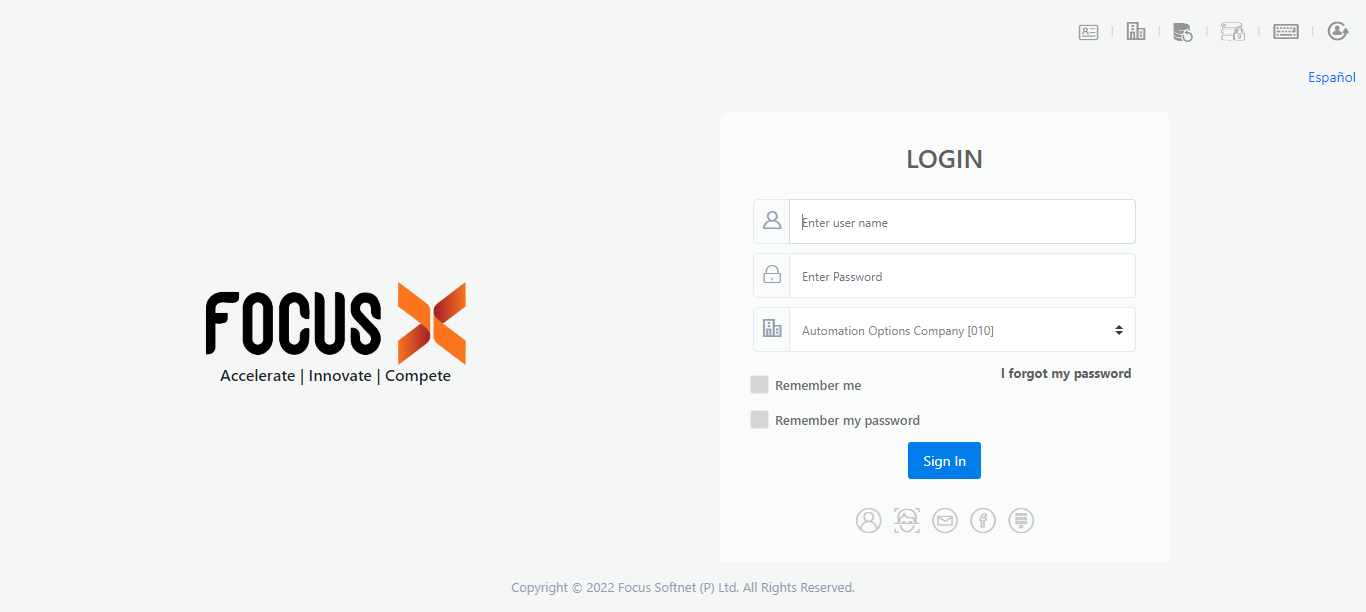 Español
LOGIN
Enter user name
Enter Password
FOCUS X
Accelerate | Innovate | Compete
Automation Options Company [010]
I forgot my password
Remember me
Remember my password
Sign In
Copyright © 2022 Focus Softnet (P) Ltd. All Rights Reserved.